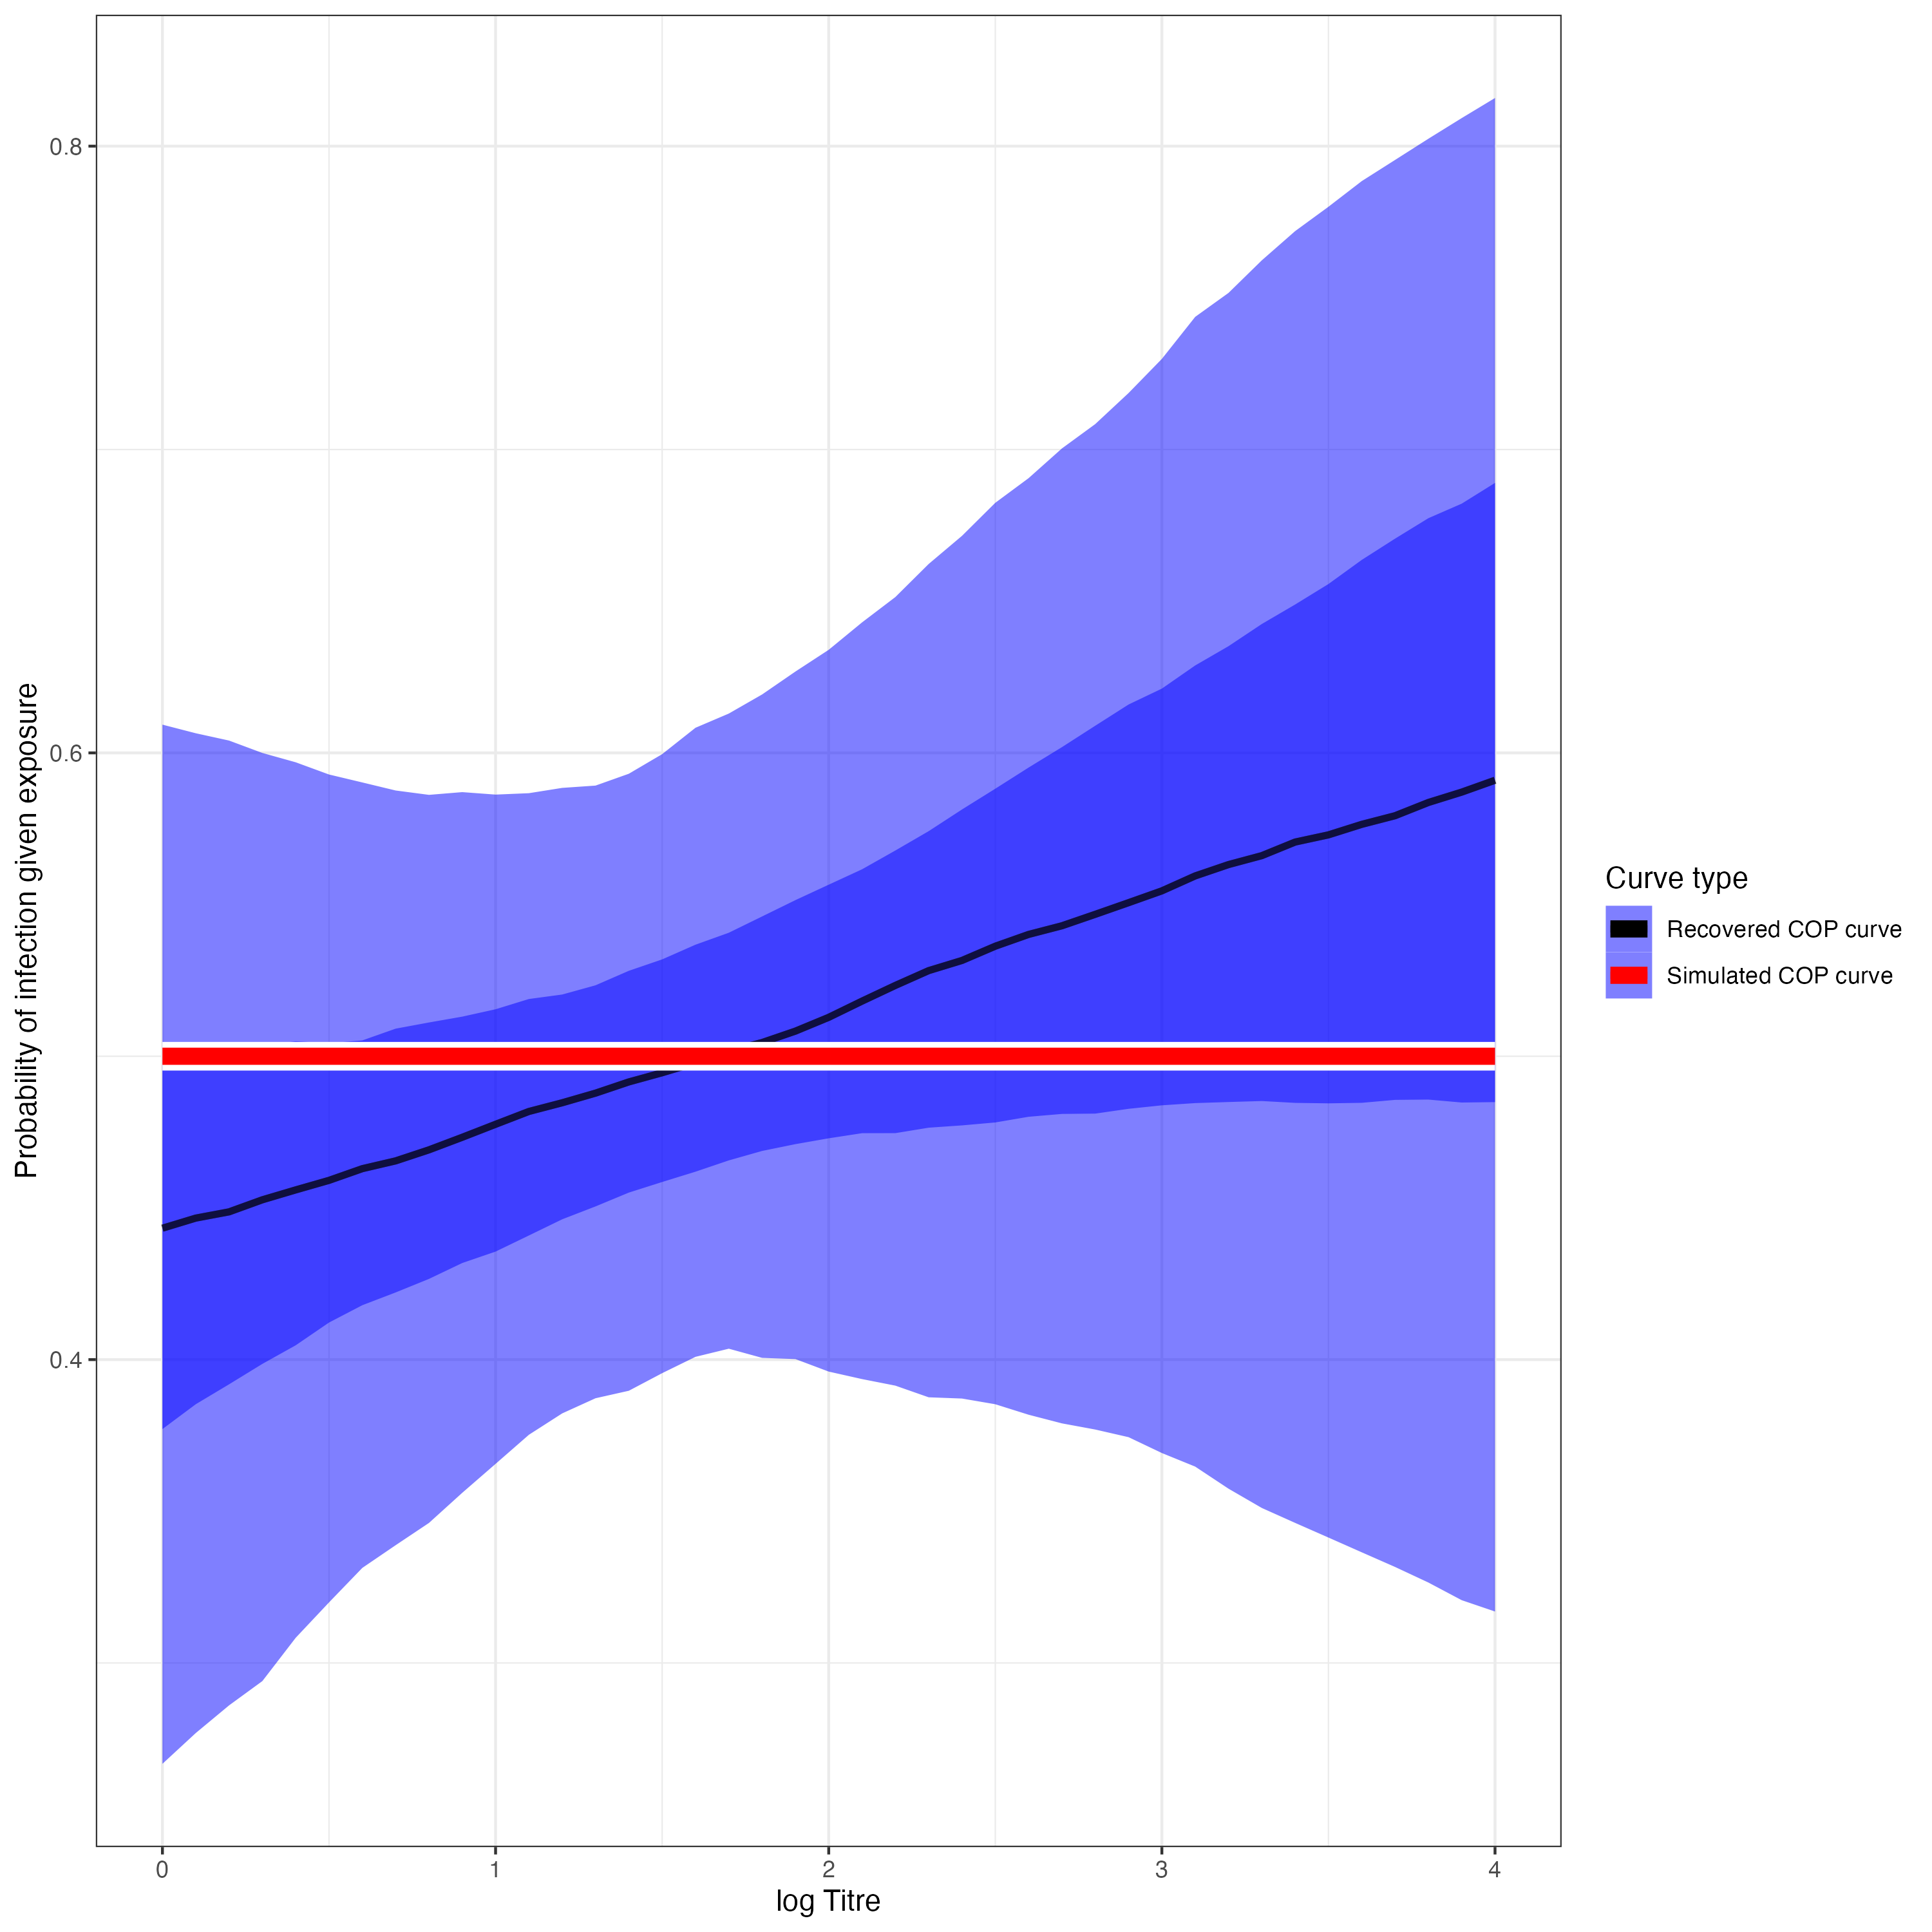 Probability of infection given exposure
0.8
0.6
0.4
0
1
2
3
4
log Titre
Curve type
Recovered COP curve
Simulated COP curve